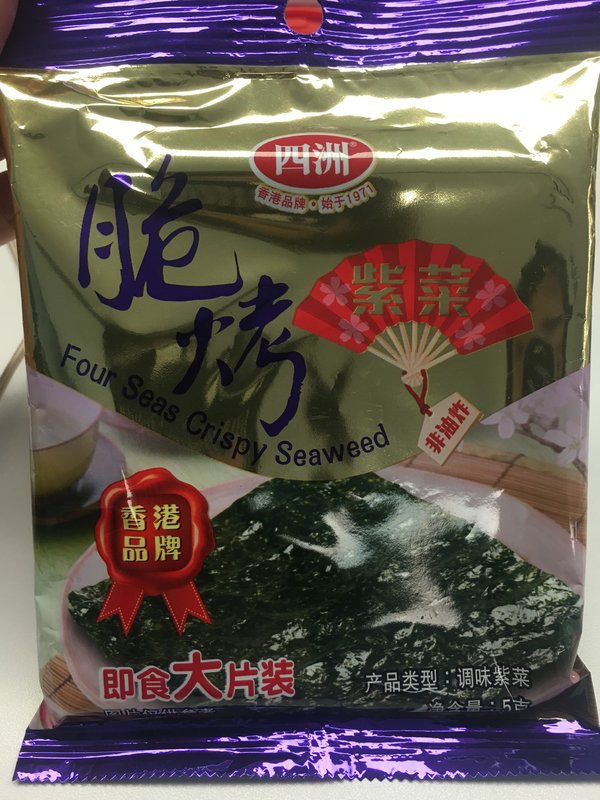 四洲®
香港品牌·始于1971
脆烤
紫菜
Four Seas Crispy Seaweed
非油炸
香港
品牌
即食大片装
产品类型：调味紫菜
净含量：5克